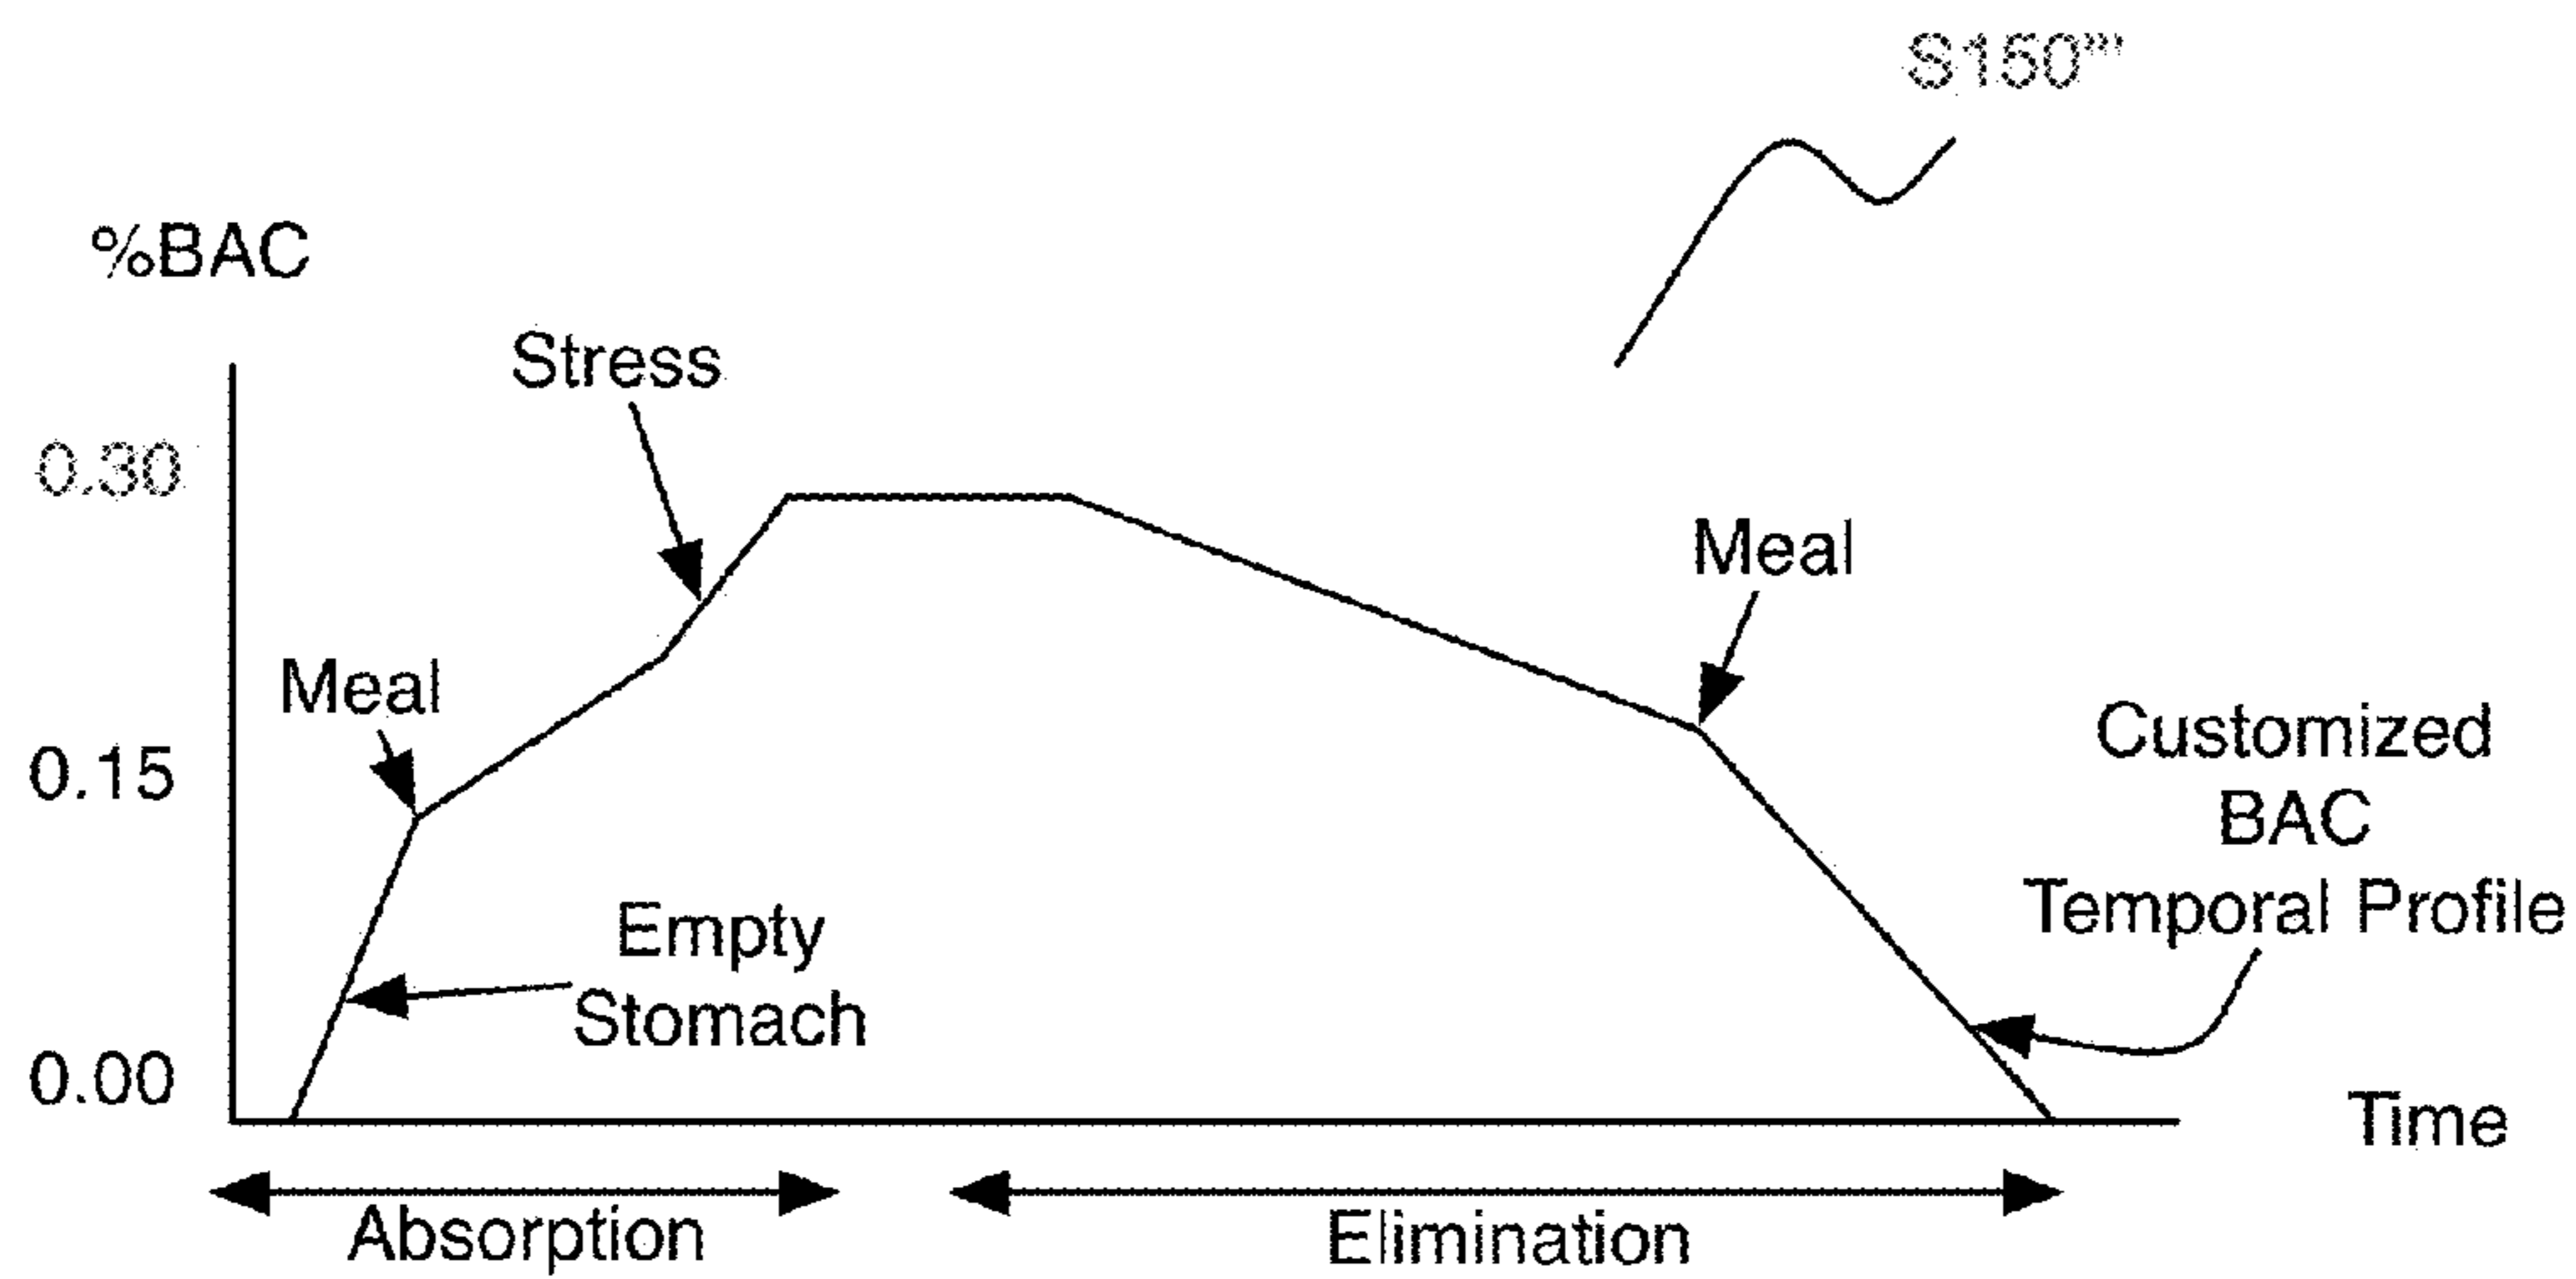 S150"'
%BAC
Stress
0.30
Meal
Meal
0.15
Customized
BAC
Temporal Profile
Empty
Stomach
0.00
Time
Absorption
Elimination